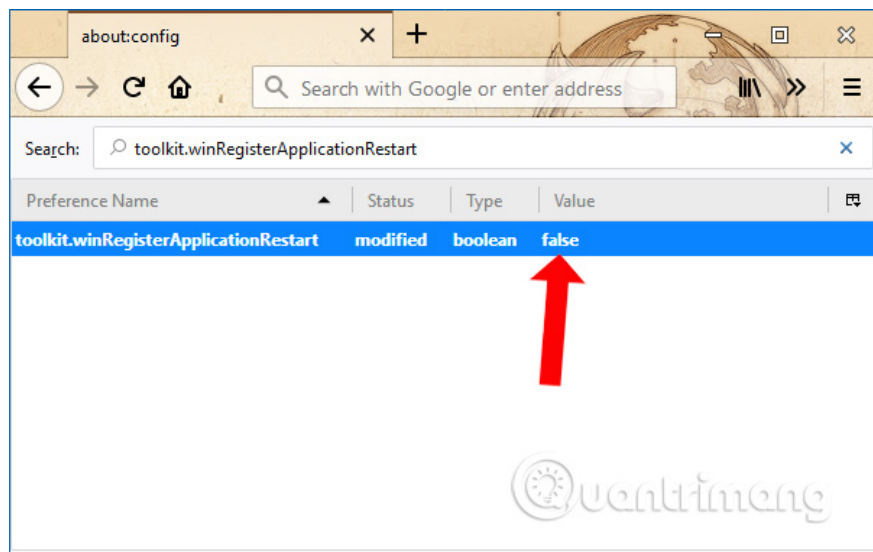 about:config
Search with Google or enter address
Search: toolkit.winRegisterApplicationRestart
Preference Name Status Type Value
toolkit.winRegisterApplicationRestart modified boolean false
Quantrimang